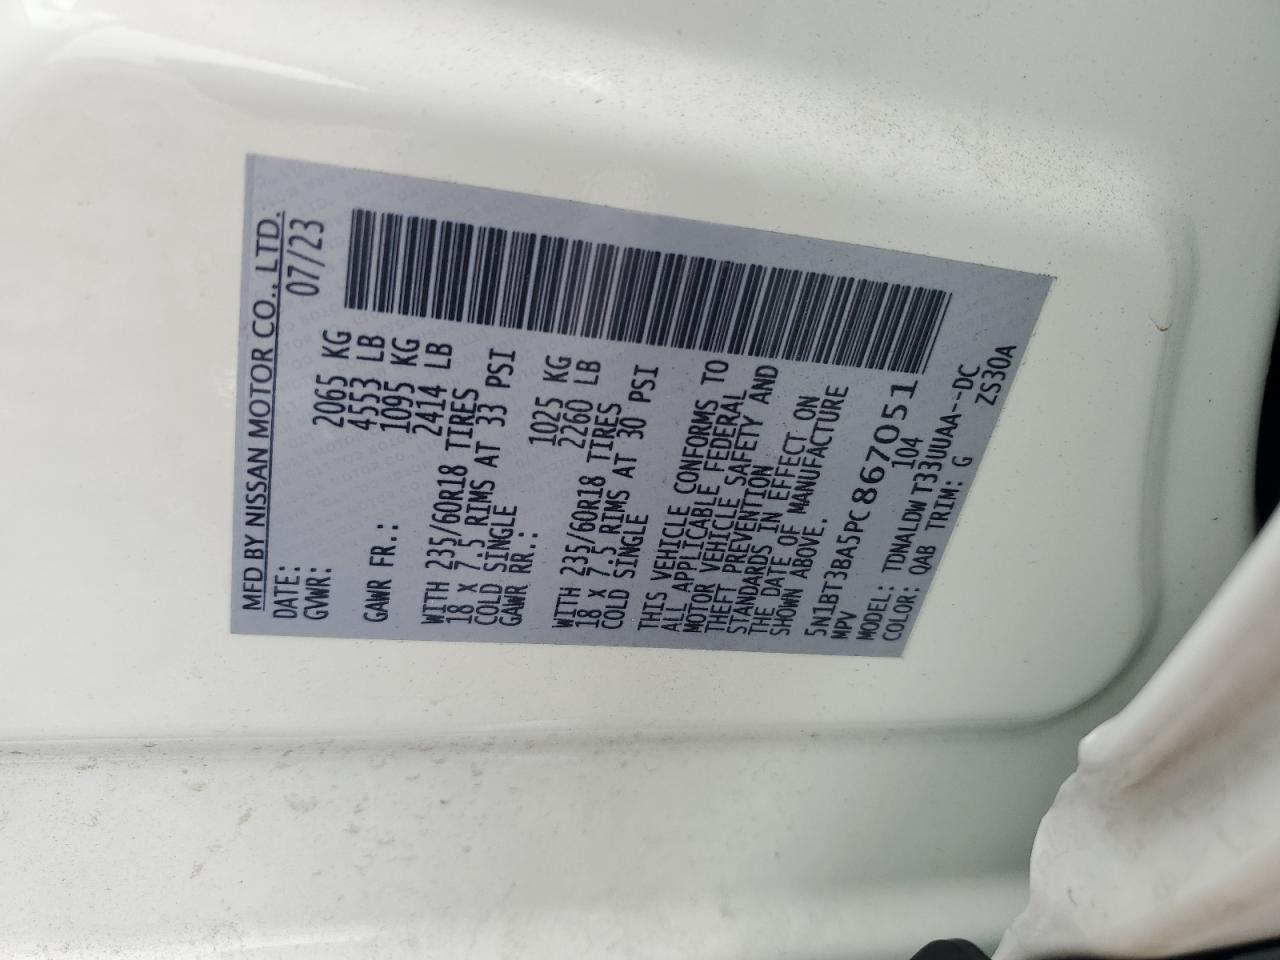 MFD BY NISSAN MOTOR CO., LTD.
DATE: 07/23
GVWR: 2065 KG
4553 LB
GAWR FR.: 1095 KG
2414 LB
WITH 235/60R18 TIRES
18 X 7.5 RIMS AT 33 PSI
COLD SINGLE
GAWR RR.: 1025 KG
2260 LB
WITH 235/60R18 TIRES
18 X 7.5 RIMS AT 30 PSI
COLD SINGLE
THIS VEHICLE CONFORMS TO
ALL APPLICABLE FEDERAL
MOTOR VEHICLE SAFETY AND
THEFT PREVENTION
STANDARDS IN EFFECT ON
THE DATE OF MANUFACTURE
SHOWN ABOVE.
5N1BT3BA5PC867051
MPV 104
MODEL: TDNALDW T33UUAA--DC
COLOR: QAB TRIM: G ZS30A